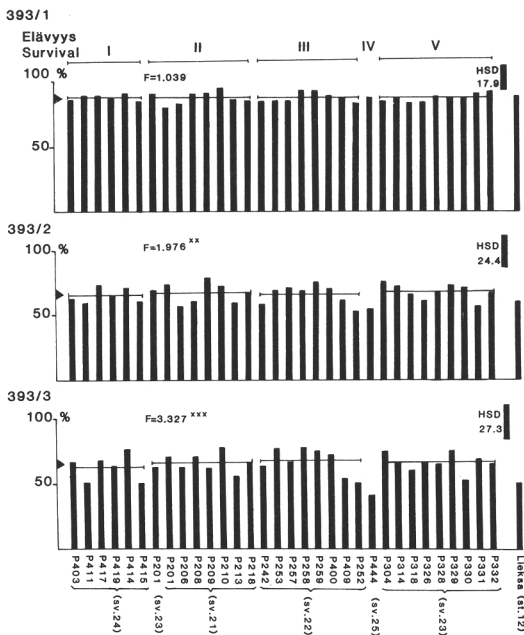 393/1
Elävyys
Survival
I II III IV V
100 %
F=1.039
HSD
17.9
50
393/2
100 %
F=1.976 xx
HSD
24.4
50
393/3
100 %
F=3.327 xxx
HSD
27.3
50
P403 P411 P417 P419 P414 P415 P201 P201 P206 P208 P209 P210 P213 P218 P242 P253 P257 P258 P259 P400 P409 P252 P444 P304 P314 P318 P326 P328 P329 P330 P331 P332 Lieksa (st.12)
(sv.24) (sv.23) (sv.21) (sv.22) (sv.25) (sv.23)